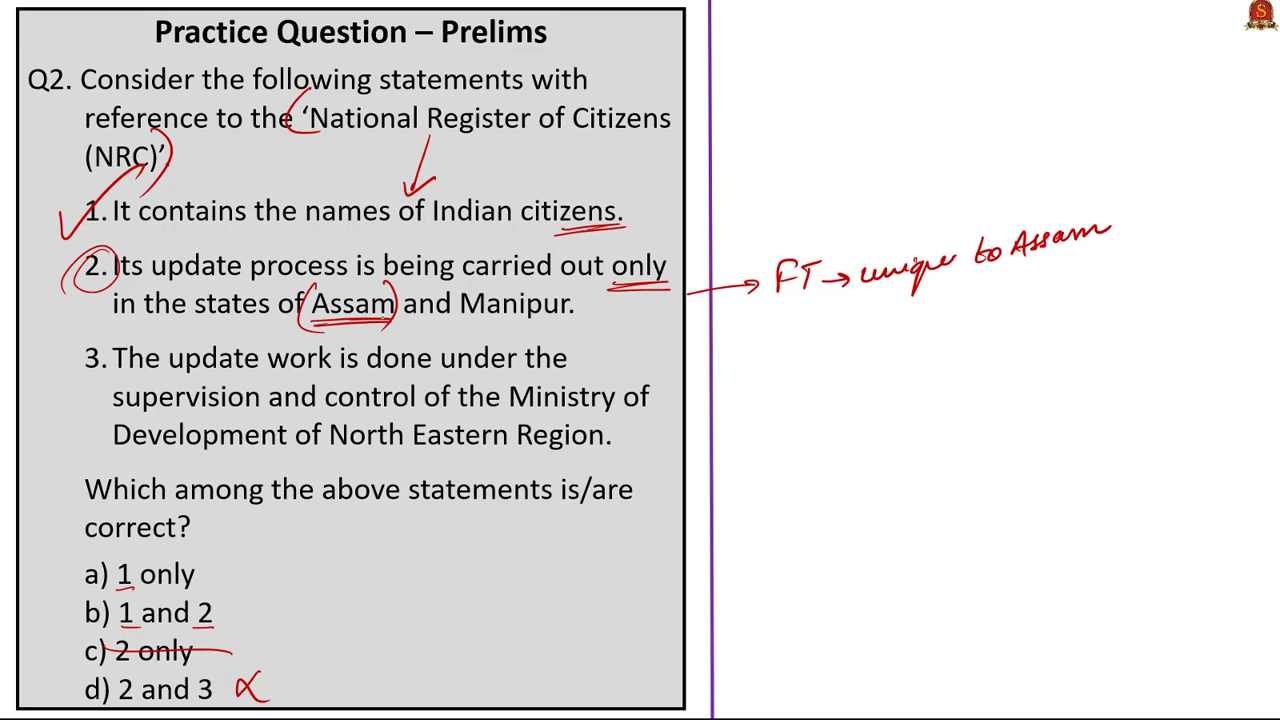 Practice Question – Prelims
Q2. Consider the following statements with
reference to the ‘National Register of Citizens
(NRC)’.
1. It contains the names of Indian citizens.
2. Its update process is being carried out only
in the states of Assam and Manipur.
→ FT → unique to Assam
3. The update work is done under the
supervision and control of the Ministry of
Development of North Eastern Region.
Which among the above statements is/are
correct?
a) 1 only
b) 1 and 2
c) 2 only
d) 2 and 3